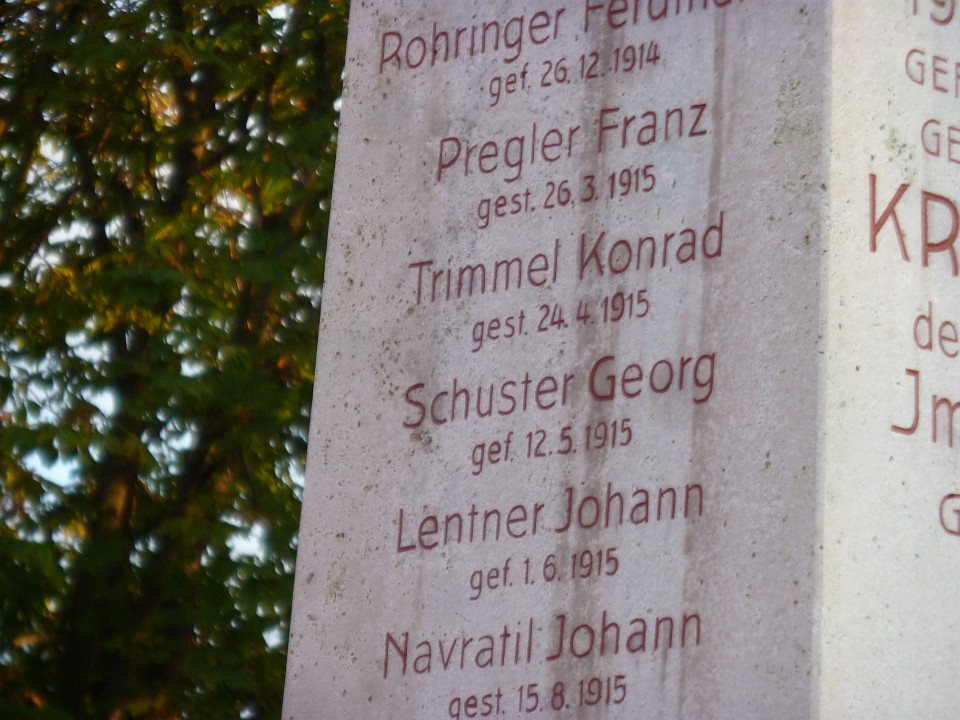 Rohringer
gef. 26.12.1914
Pregler Franz
gest. 26.3.1915
Trimmel Konrad
gest. 24.4.1915
Schuster Georg
gef. 12.5.1915
Lentner Johann
gef. 1.6.1915
Navratil Johann
gest. 15.8.1915